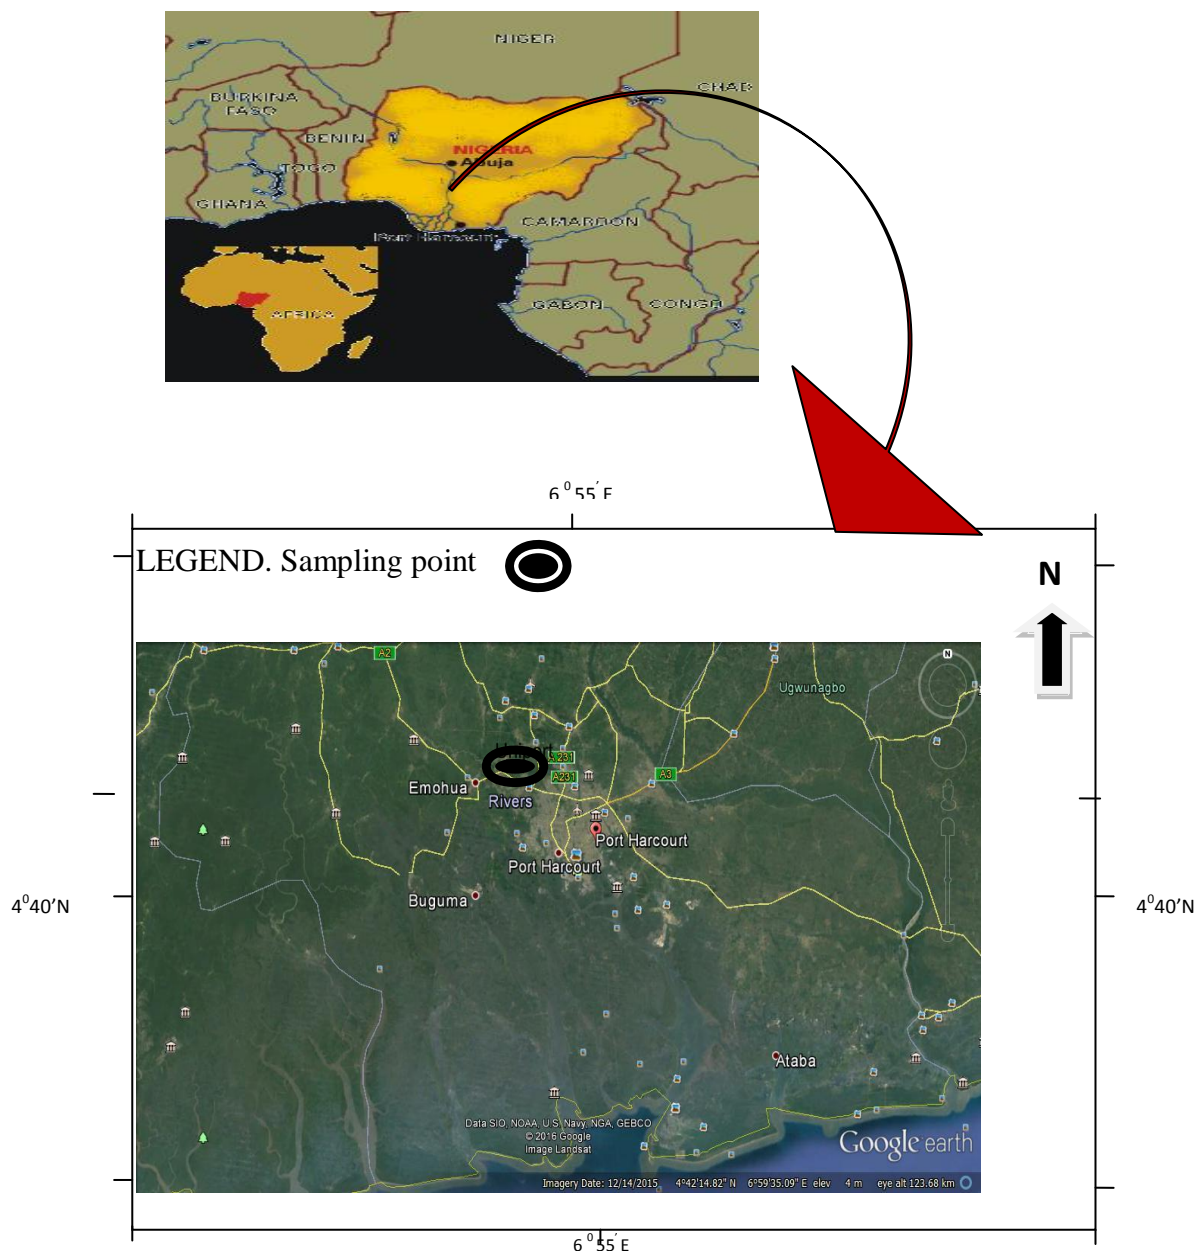 NIGER
CHAD
BURKINA
FASO
BENIN
NIGERIA
Abuja
TOGO
GHANA
CAMAROON
Port Harcourt
GABON
CONGO
AFRICA
6⁰55′E
LEGEND. Sampling point
N
A2
N
Ugwunagbo
A231
A231
A3
Emohua
Rivers
Port Harcourt
Port Harcourt
Buguma
4⁰40’N
4⁰40’N
Ataba
Data SIO, NOAA, U.S. Navy, NGA, GEBCO
© 2016 Google
Image Landsat
Google earth
Imagery Date: 12/14/2015 4°42'14.82" N 6°59'35.09" E elev 4 m eye alt 123.68 km
6⁰55′E